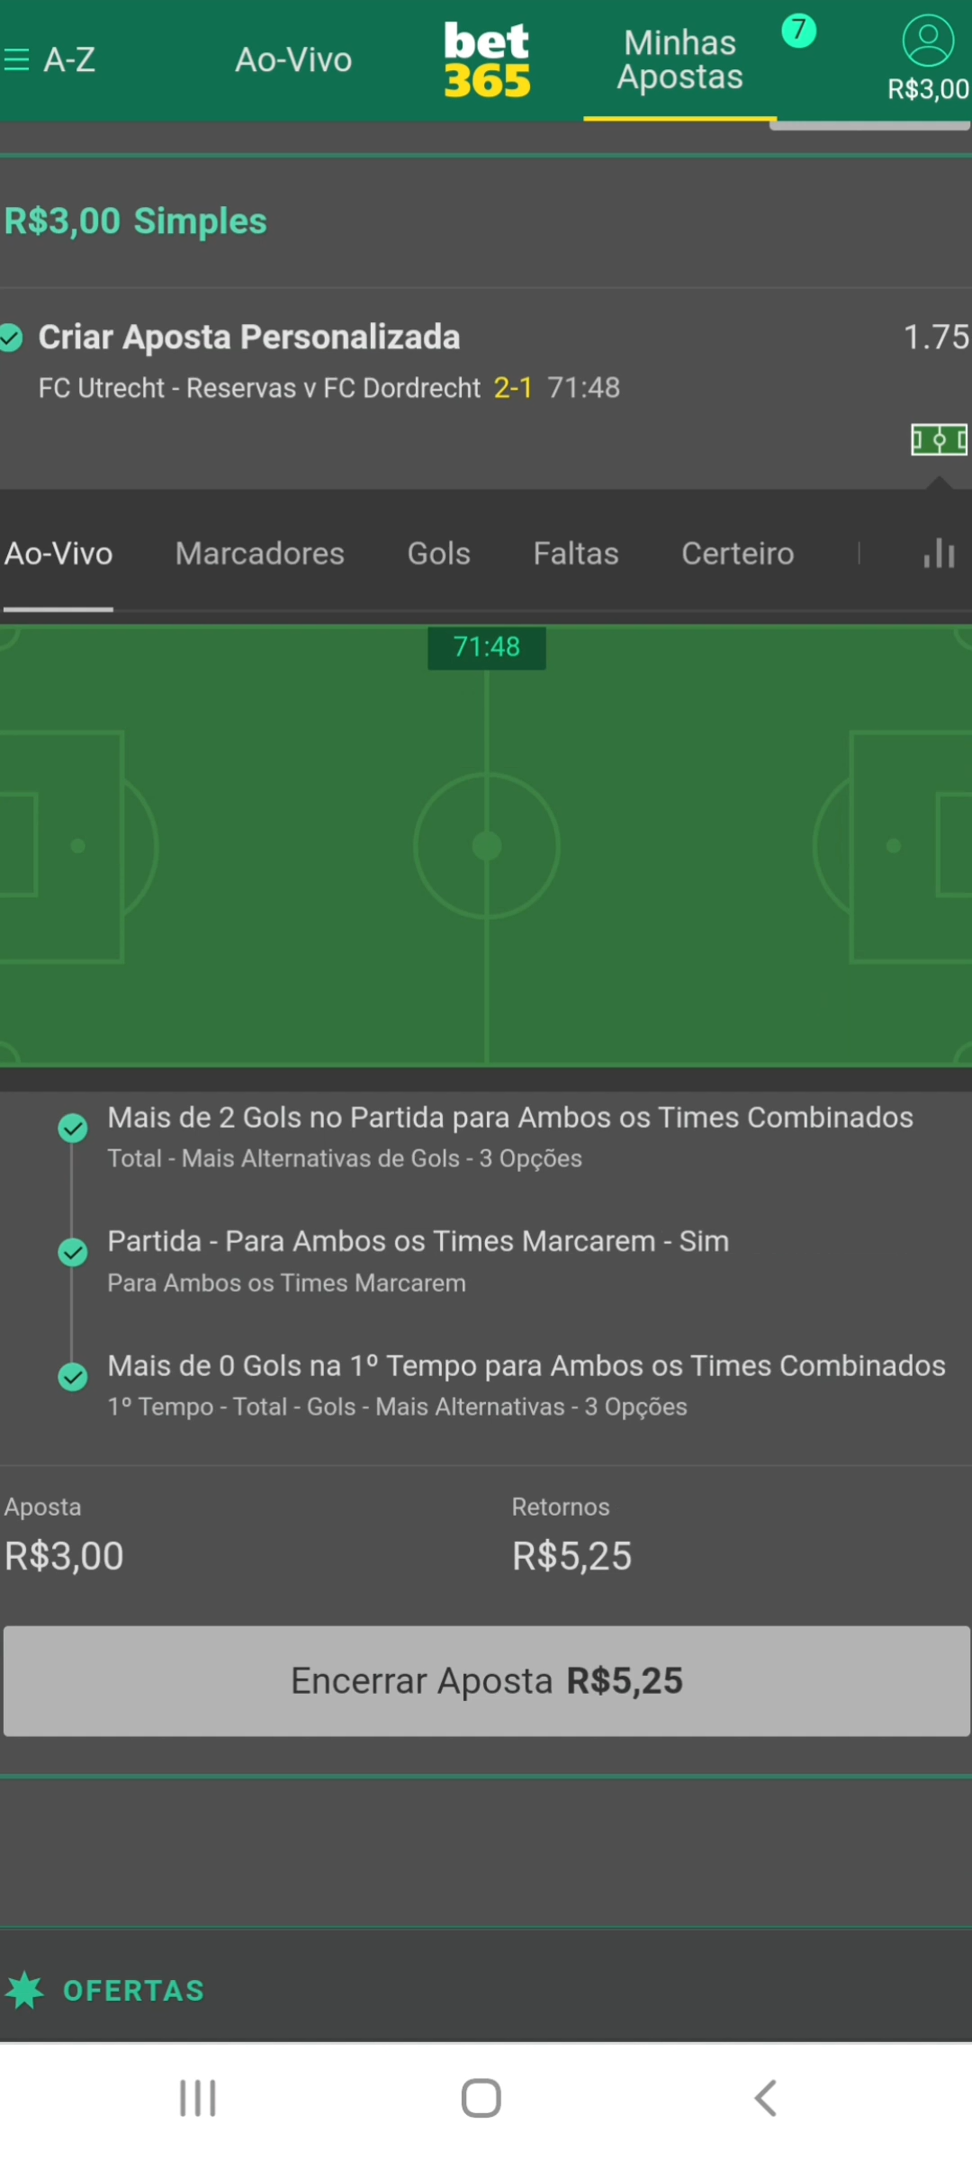 A-Z
Ao-Vivo
bet
365
Minhas
Apostas
7
R$3,00
R$3,00 Simples
Criar Aposta Personalizada 1.75
FC Utrecht - Reservas v FC Dordrecht 2-1 71:48
Ao-Vivo Marcadores Gols Faltas Certeiro
71:48
Mais de 2 Gols no Partida para Ambos os Times Combinados
Total - Mais Alternativas de Gols - 3 Opções
Partida - Para Ambos os Times Marcarem - Sim
Para Ambos os Times Marcarem
Mais de 0 Gols na 1º Tempo para Ambos os Times Combinados
1º Tempo - Total - Gols - Mais Alternativas - 3 Opções
Aposta Retornos
R$3,00 R$5,25
Encerrar Aposta R$5,25
OFERTAS